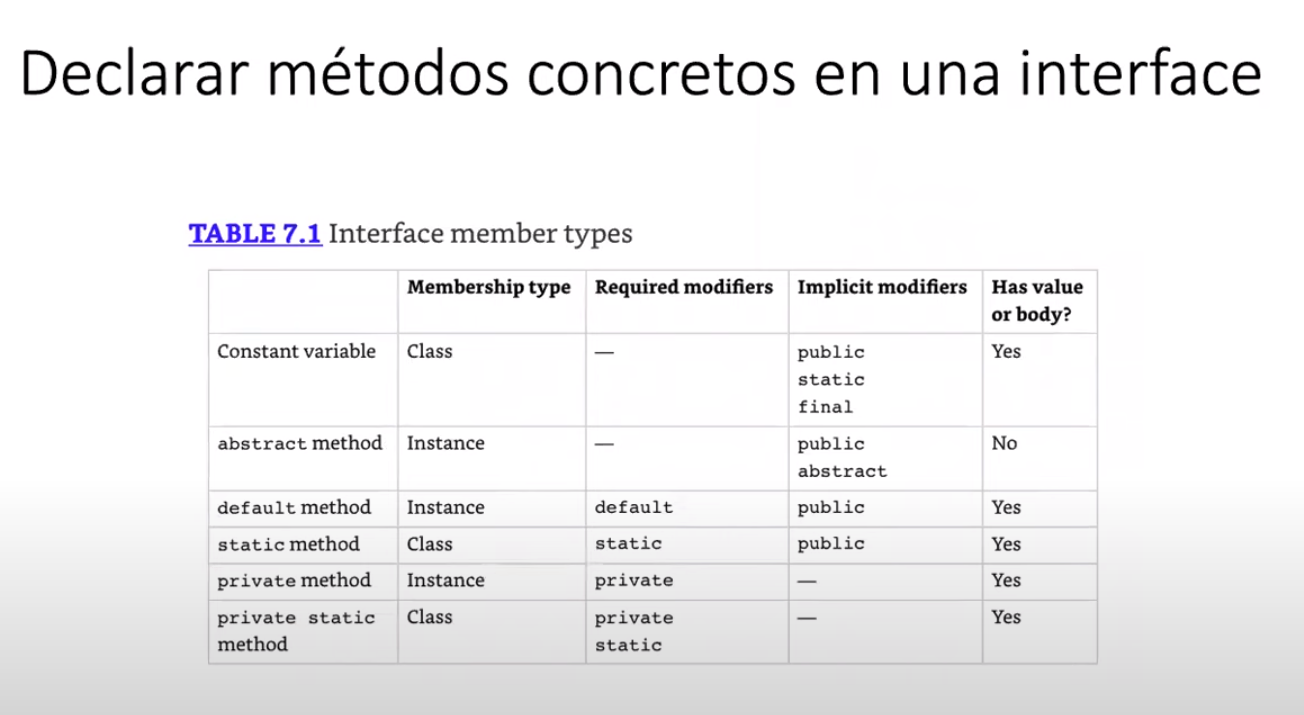 Declarar métodos concretos en una interface
TABLE 7.1 Interface member types
Membership type Required modifiers Implicit modifiers Has value or body?
Constant variable Class — public static final Yes
abstract method Instance — public abstract No
default method Instance default public Yes
static method Class static public Yes
private method Instance private — Yes
private static method Class private static — Yes